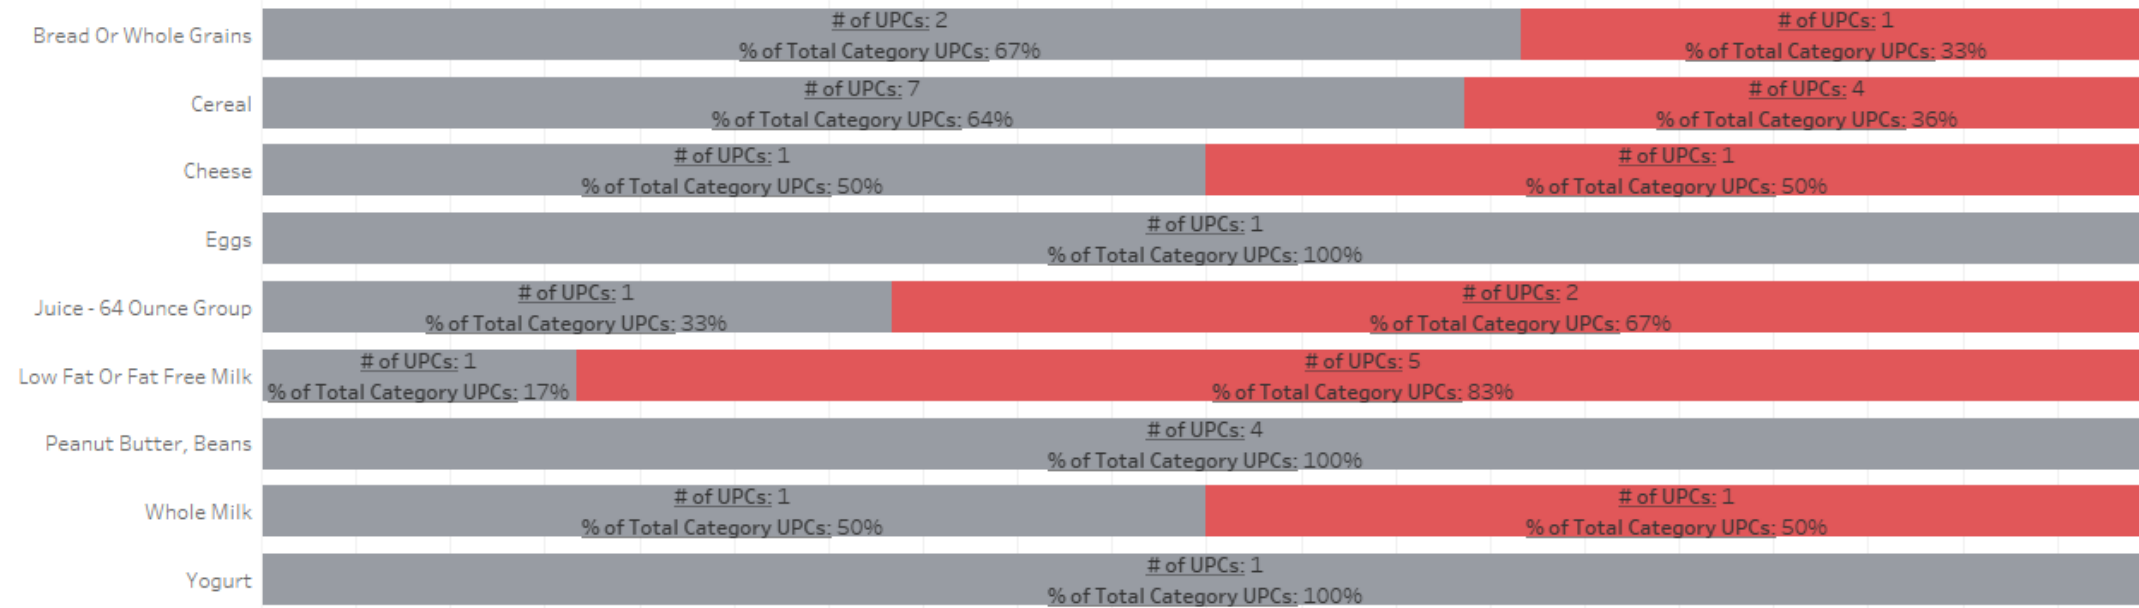 # of UPCs: 2 # of UPCs: 1
Bread Or Whole Grains
% of Total Category UPCs: 67% % of Total Category UPCs: 33%
# of UPCs: 7 # of UPCs: 4
Cereal
% of Total Category UPCs: 64% % of Total Category UPCs: 36%
# of UPCs: 1 # of UPCs: 1
Cheese
% of Total Category UPCs: 50% % of Total Category UPCs: 50%
# of UPCs: 1
Eggs
% of Total Category UPCs: 100%
# of UPCs: 1 # of UPCs: 2
Juice - 64 Ounce Group
% of Total Category UPCs: 33% % of Total Category UPCs: 67%
# of UPCs: 1 # of UPCs: 5
Low Fat Or Fat Free Milk
% of Total Category UPCs: 17% % of Total Category UPCs: 83%
# of UPCs: 4
Peanut Butter, Beans
% of Total Category UPCs: 100%
# of UPCs: 1 # of UPCs: 1
Whole Milk
% of Total Category UPCs: 50% % of Total Category UPCs: 50%
# of UPCs: 1
Yogurt
% of Total Category UPCs: 100%